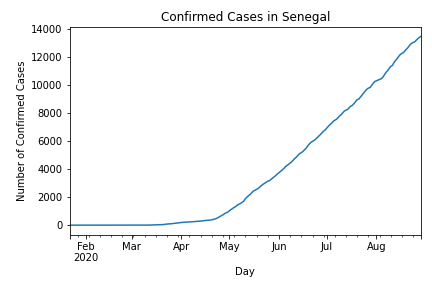 Confirmed Cases in Senegal
14000
12000
10000
8000
6000
4000
2000
0
Number of Confirmed Cases
Feb Mar Apr May Jun Jul Aug
2020
Day